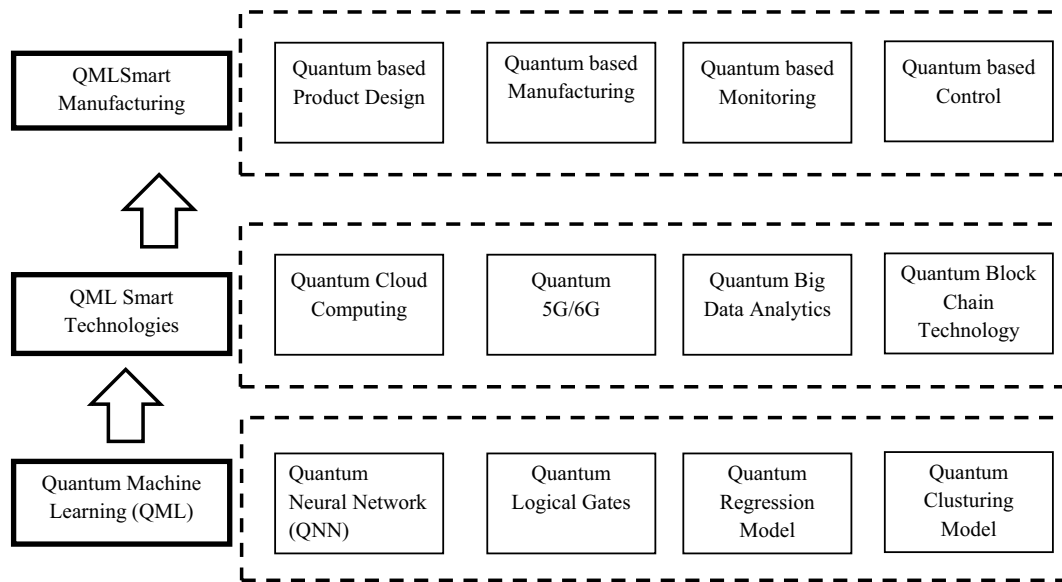 QMLSmart
Manufacturing
Quantum based
Product Design
Quantum based
Manufacturing
Quantum based
Monitoring
Quantum based
Control
QML Smart
Technologies
Quantum Cloud
Computing
Quantum
5G/6G
Quantum Big
Data Analytics
Quantum Block
Chain
Technology
Quantum Machine
Learning (QML)
Quantum
Neural Network
(QNN)
Quantum
Logical Gates
Quantum
Regression
Model
Quantum
Clusturing
Model